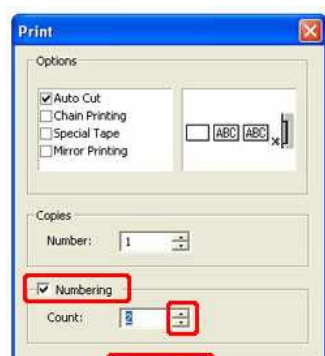 Print
Options
Auto Cut
Chain Printing
Special Tape
Mirror Printing
ABC ABC
Copies
Number: 1
Numbering
Count: 2